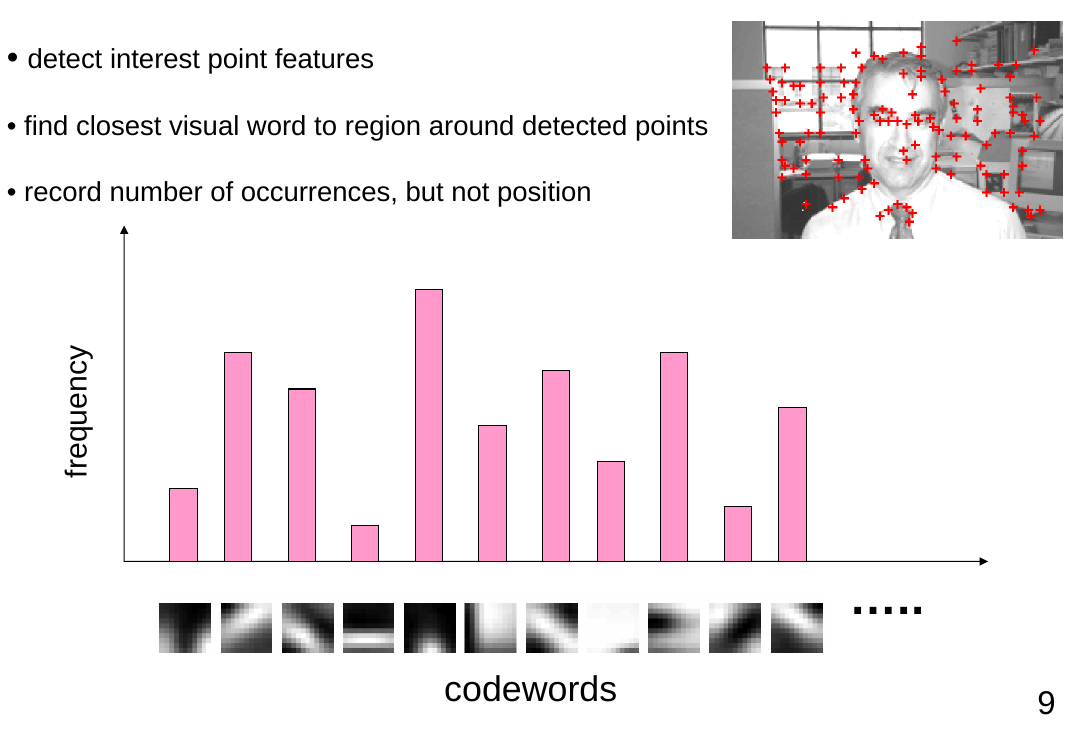 • detect interest point features
• find closest visual word to region around detected points
• record number of occurrences, but not position
frequency
.....
codewords
9